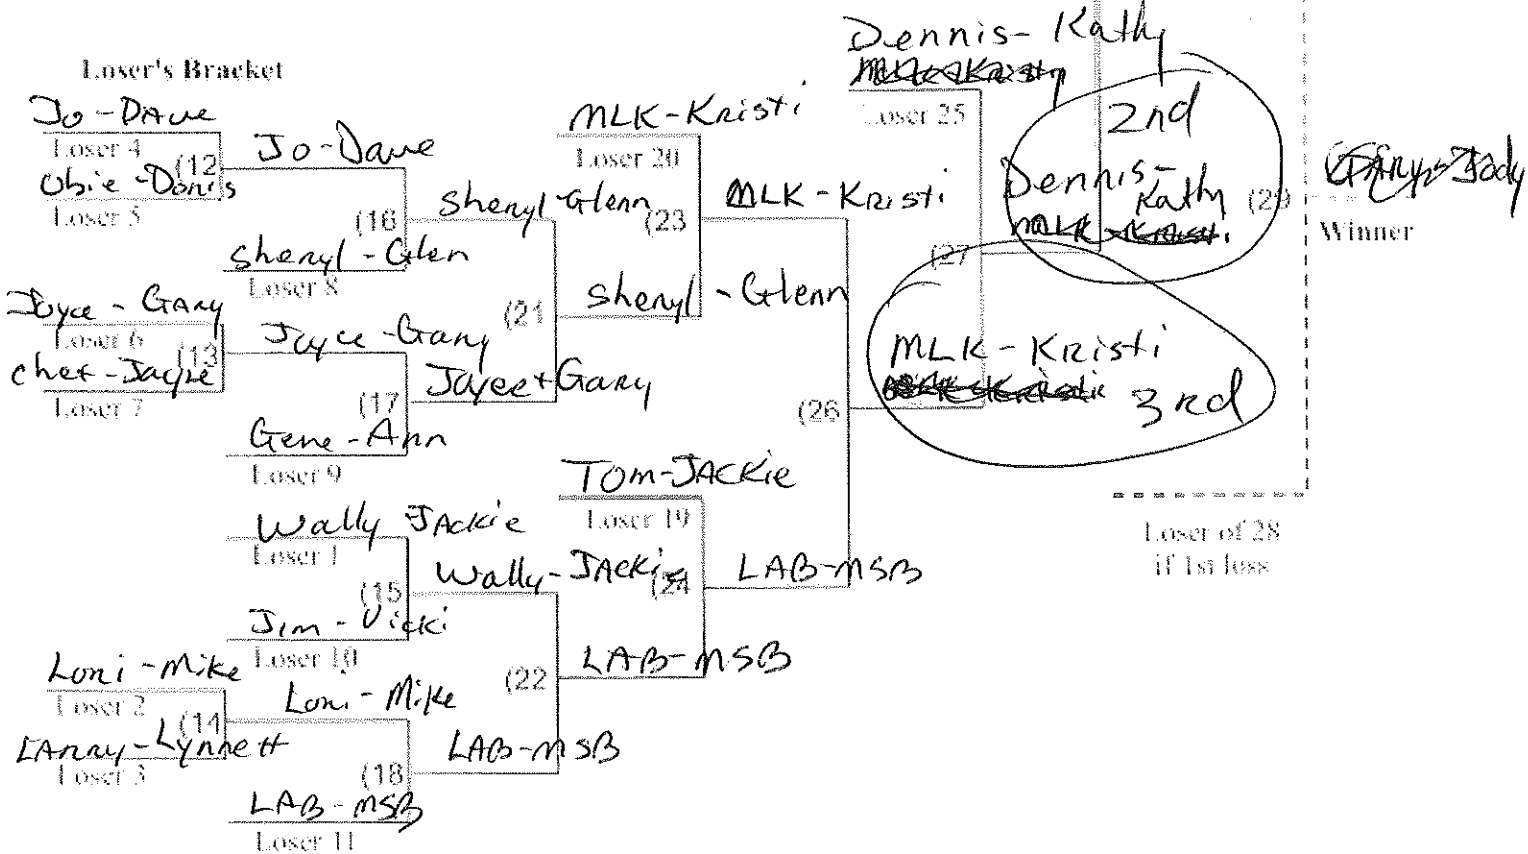 Dennis- Kathy
Loser's Bracket
Jo-Dave
Loser 4
(12
Obie-Doris
Loser 5
Jo-Dave
(16
Sheryl-Glen
Loser 8
Joyce-Gary
Loser 6
(13
Chet-Jayne
Loser 7
Joyce-Gary
(17
Gene-Ann
Loser 9
Sheryl-Glenn
(21
Joyce+Gary
MLK-Kristi
Loser 20
(23
Sheryl-Glenn
MLK-Kristi
(26
Loser 25
(27
2nd
Dennis-
Kathy
(29
Jody
Winner
MLK-Kristi
3rd
Wally-Jackie
Loser 1
(15
Jim-Vicki
Loser 10
Wally-Jackie
(22
Loni-Mike
Loser 2
(14
Larry-Lynnett
Loser 3
Loni-Mike
(18
LAB-MSB
Loser 11
LAB-MSB
Tom-Jackie
Loser 19
(24
LAB-MSB
LAB-MSB
Loser of 28
if 1st loss